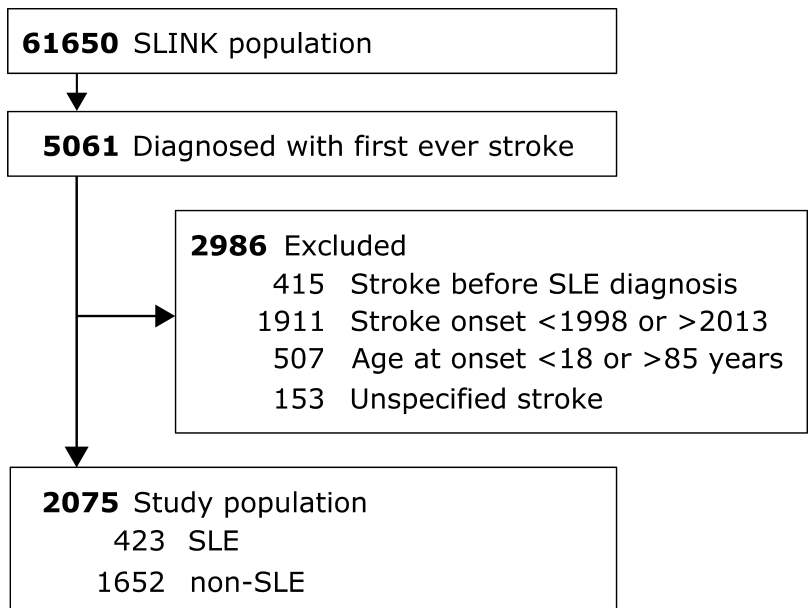 61650 SLINK population
5061 Diagnosed with first ever stroke
2986 Excluded
415 Stroke before SLE diagnosis
1911 Stroke onset <1998 or >2013
507 Age at onset <18 or >85 years
153 Unspecified stroke
2075 Study population
423 SLE
1652 non-SLE